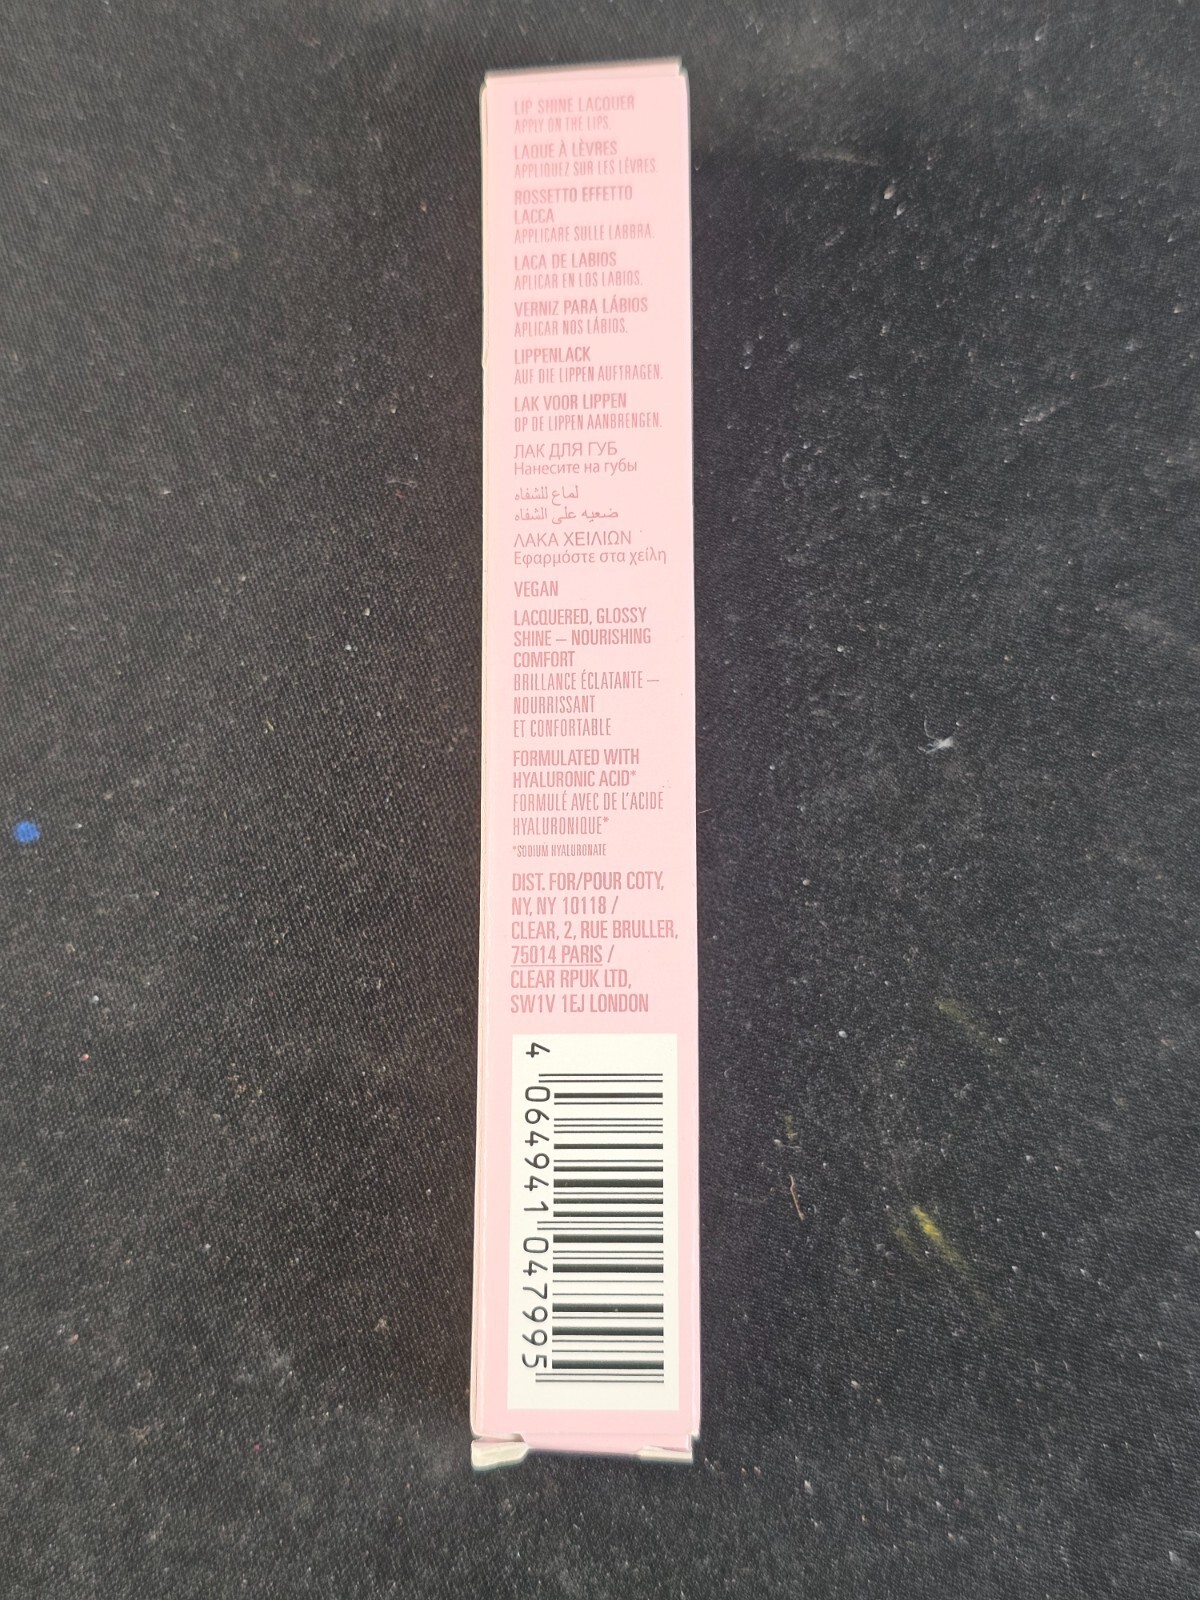 LIP SHINE LACQUER
APPLY ON THE LIPS.
LAQUE À LÈVRES
APPLIQUEZ SUR LES LÈVRES.
ROSSETTO EFFETTO
LACCA
APPLICARE SULLE LABBRA.
LACA DE LABIOS
APLICAR EN LOS LABIOS.
VERNIZ PARA LÁBIOS
APLICAR NOS LÁBIOS.
LIPPENLACK
AUF DIE LIPPEN AUFTRAGEN.
LAK VOOR LIPPEN
OP DE LIPPEN AANBRENGEN.
ЛАК ДЛЯ ГУБ
Нанесите на губы
لماع للشفاه
ضعيه على الشفاه
ΛΑΚΑ ΧΕΙΛΙΩΝ
Εφαρμόστε στα χείλη
VEGAN
LACQUERED, GLOSSY
SHINE – NOURISHING
COMFORT
BRILLANCE ÉCLATANTE –
NOURRISSANT
ET CONFORTABLE
FORMULATED WITH
HYALURONIC ACID*
FORMULÉ AVEC DE L'ACIDE
HYALURONIQUE*
*SODIUM HYALURONATE
DIST. FOR/POUR COTY,
NY, NY 10118 /
CLEAR, 2, RUE BRULLER,
75014 PARIS /
CLEAR RPUK LTD,
SW1V 1EJ LONDON
4 064941 047995